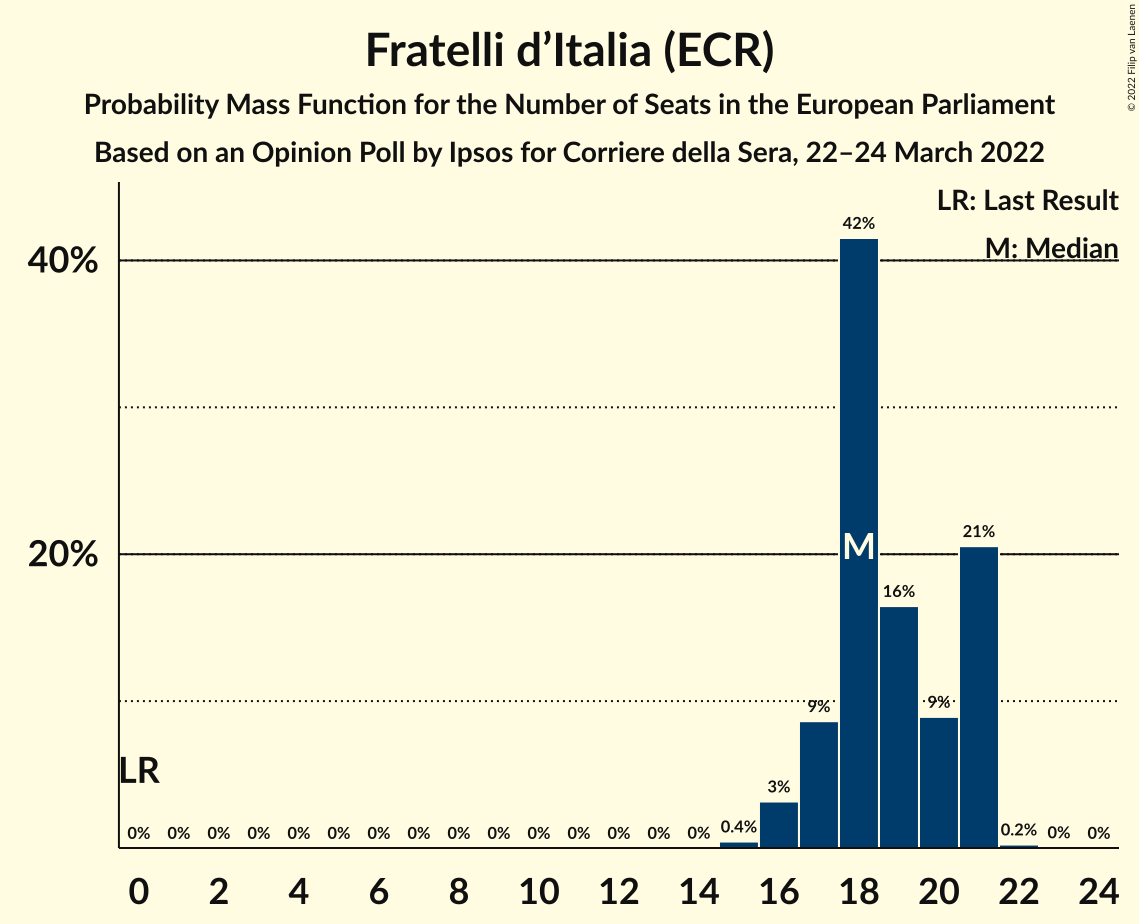 Fratelli d’Italia (ECR)
Probability Mass Function for the Number of Seats in the European Parliament
Based on an Opinion Poll by Ipsos for Corriere della Sera, 22–24 March 2022
© 2022 Filip van Laenen
LR: Last Result
M: Median
40%
20%
42%
M
21%
16%
9%
9%
LR
3%
0% 0% 0% 0% 0% 0% 0% 0% 0% 0% 0% 0% 0% 0% 0% 0.4% 0.2% 0% 0%
0 2 4 6 8 10 12 14 16 18 20 22 24